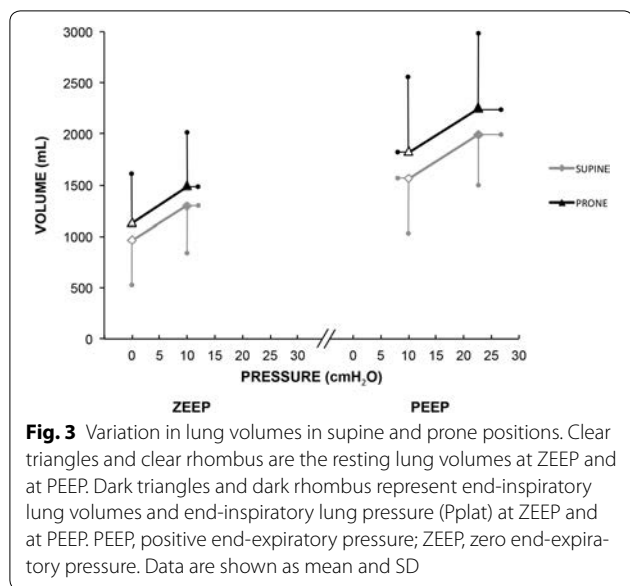 3000
2500
2000
1500
1000
500
0
VOLUME (mL)
SUPINE
PRONE
0 5 10 15 20 25 30 // 0 5 10 15 20 25 30
PRESSURE (cmH₂O)
ZEEP PEEP
Fig. 3 Variation in lung volumes in supine and prone positions. Clear
triangles and clear rhombus are the resting lung volumes at ZEEP and
at PEEP. Dark triangles and dark rhombus represent end-inspiratory
lung volumes and end-inspiratory lung pressure (Pplat) at ZEEP and
at PEEP. PEEP, positive end-expiratory pressure; ZEEP, zero end-expira-
tory pressure. Data are shown as mean and SD